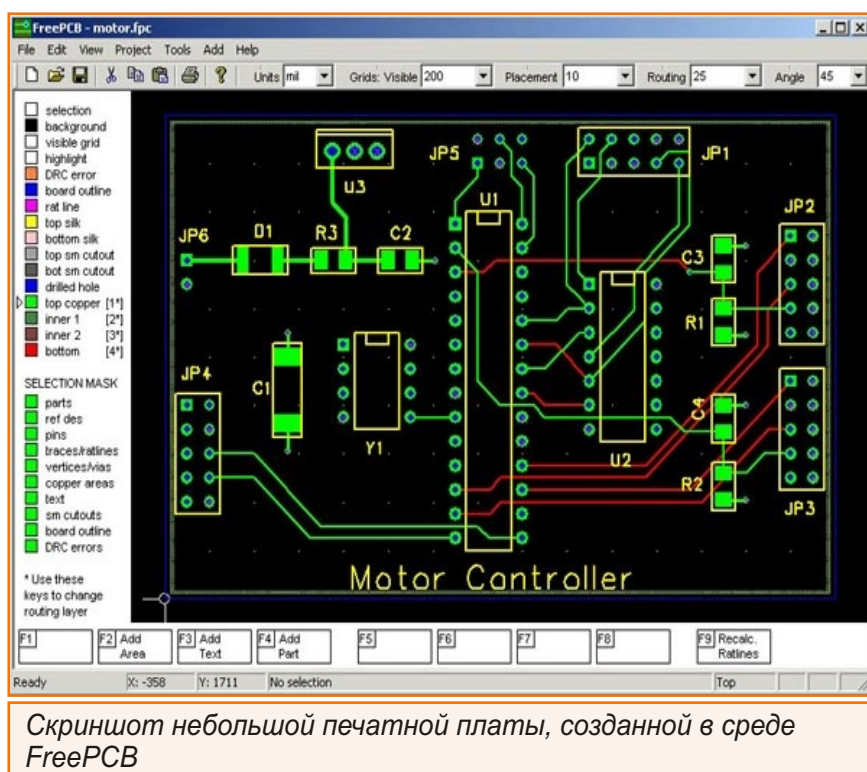 FreePCB - motor.fpc
File Edit View Project Tools Add Help
Units mil Grids: Visible 200 Placement 10 Routing 25 Angle 45
selection
background
visible grid
highlight
DRC error
board outline
rat line
top silk
bottom silk
top sm cutout
bot sm cutout
drilled hole
top copper [1*]
inner 1 [2*]
inner 2 [3*]
bottom [4*]
SELECTION MASK
parts
ref des
pins
traces/ratlines
vertices/vias
copper areas
text
sm cutouts
board outline
DRC errors
* Use these
keys to change
routing layer
U3
JP5
JP1
U1
JP2
JP6
D1
R3
C2
C3
R1
JP4
C1
Y1
C4
U2
R2
JP3
Motor Controller
F1
F2 Add
Area
F3 Add
Text
F4 Add
Part
F5
F6
F7
F8
F9 Recalc.
Ratlines
Ready X: -358 Y: 1711 No selection Top
Скриншот небольшой печатной платы, созданной в среде
FreePCB